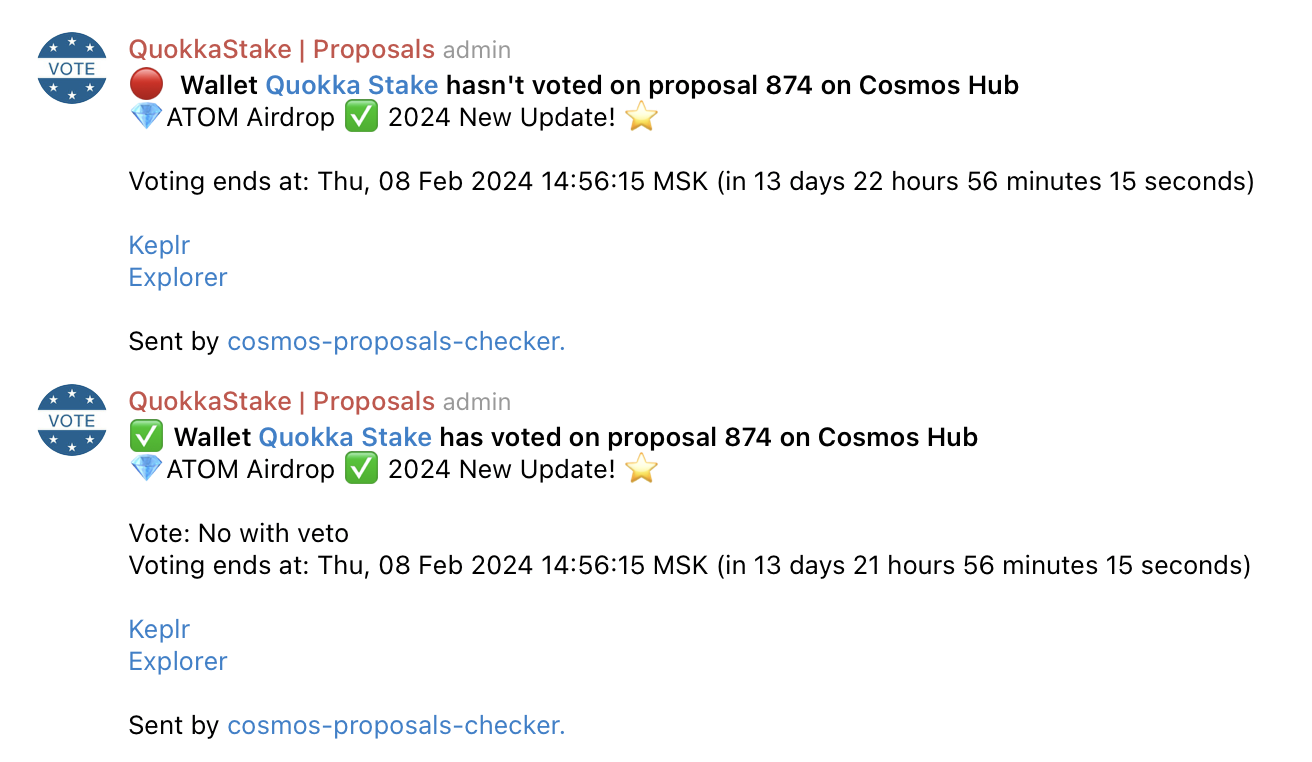 VOTE
QuokkaStake | Proposals admin
🔴 Wallet Quokka Stake hasn't voted on proposal 874 on Cosmos Hub
💎ATOM Airdrop ✅ 2024 New Update! ⭐
Voting ends at: Thu, 08 Feb 2024 14:56:15 MSK (in 13 days 22 hours 56 minutes 15 seconds)
Keplr
Explorer
Sent by cosmos-proposals-checker.
VOTE
QuokkaStake | Proposals admin
✅ Wallet Quokka Stake has voted on proposal 874 on Cosmos Hub
💎ATOM Airdrop ✅ 2024 New Update! ⭐
Vote: No with veto
Voting ends at: Thu, 08 Feb 2024 14:56:15 MSK (in 13 days 21 hours 56 minutes 15 seconds)
Keplr
Explorer
Sent by cosmos-proposals-checker.